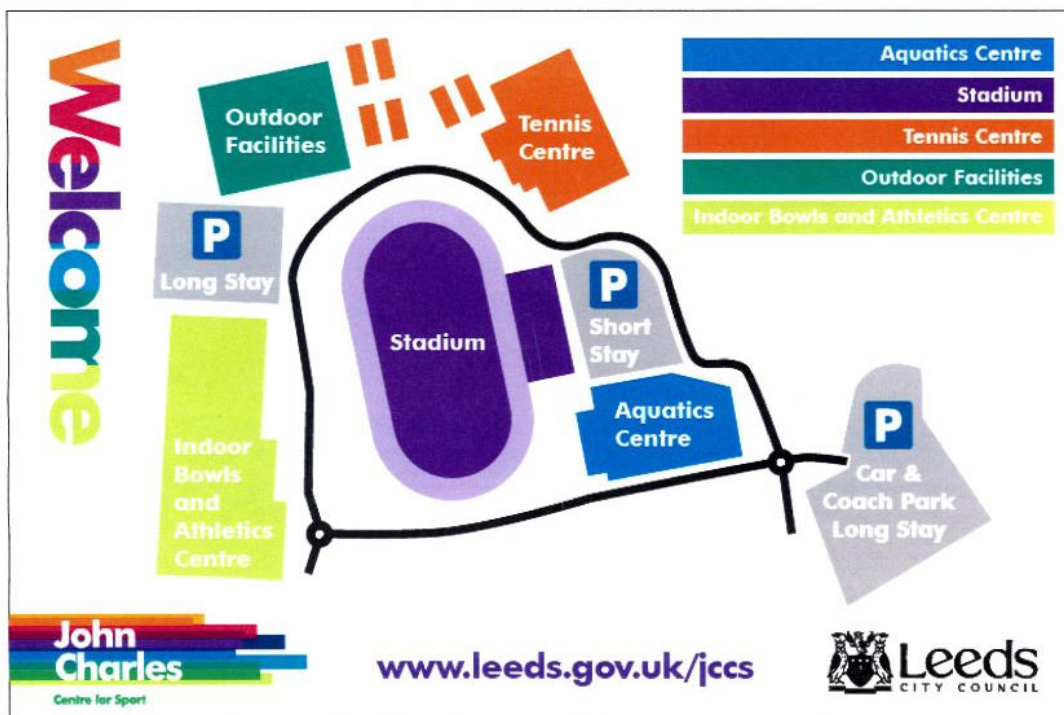 Welcome
Aquatics Centre
Stadium
Tennis Centre
Outdoor Facilities
Indoor Bowls and Athletics Centre
Outdoor
Facilities
Tennis
Centre
P
Long Stay
Stadium
P
Short
Stay
Aquatics
Centre
P
Car &
Coach Park
Long Stay
Indoor
Bowls
and
Athletics
Centre
John
Charles
Centre for Sport
www.leeds.gov.uk/jccs
Leeds
CITY COUNCIL